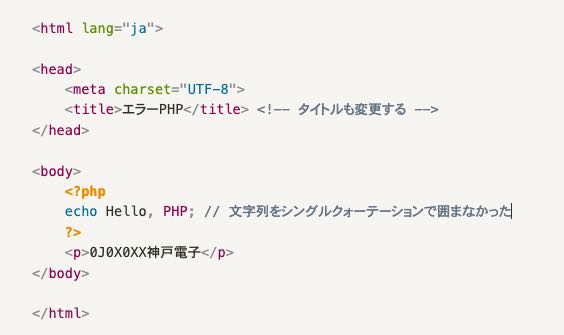 <html lang="ja">
<head>
<meta charset="UTF-8">
<title>エラーPHP</title> <!-- タイトルも変更する -->
</head>
<body>
<?php
echo Hello, PHP; // 文字列をシングルクォーテーションで囲まなかった
?>
<p>0J0X0XX神戸電子</p>
</body>
</html>